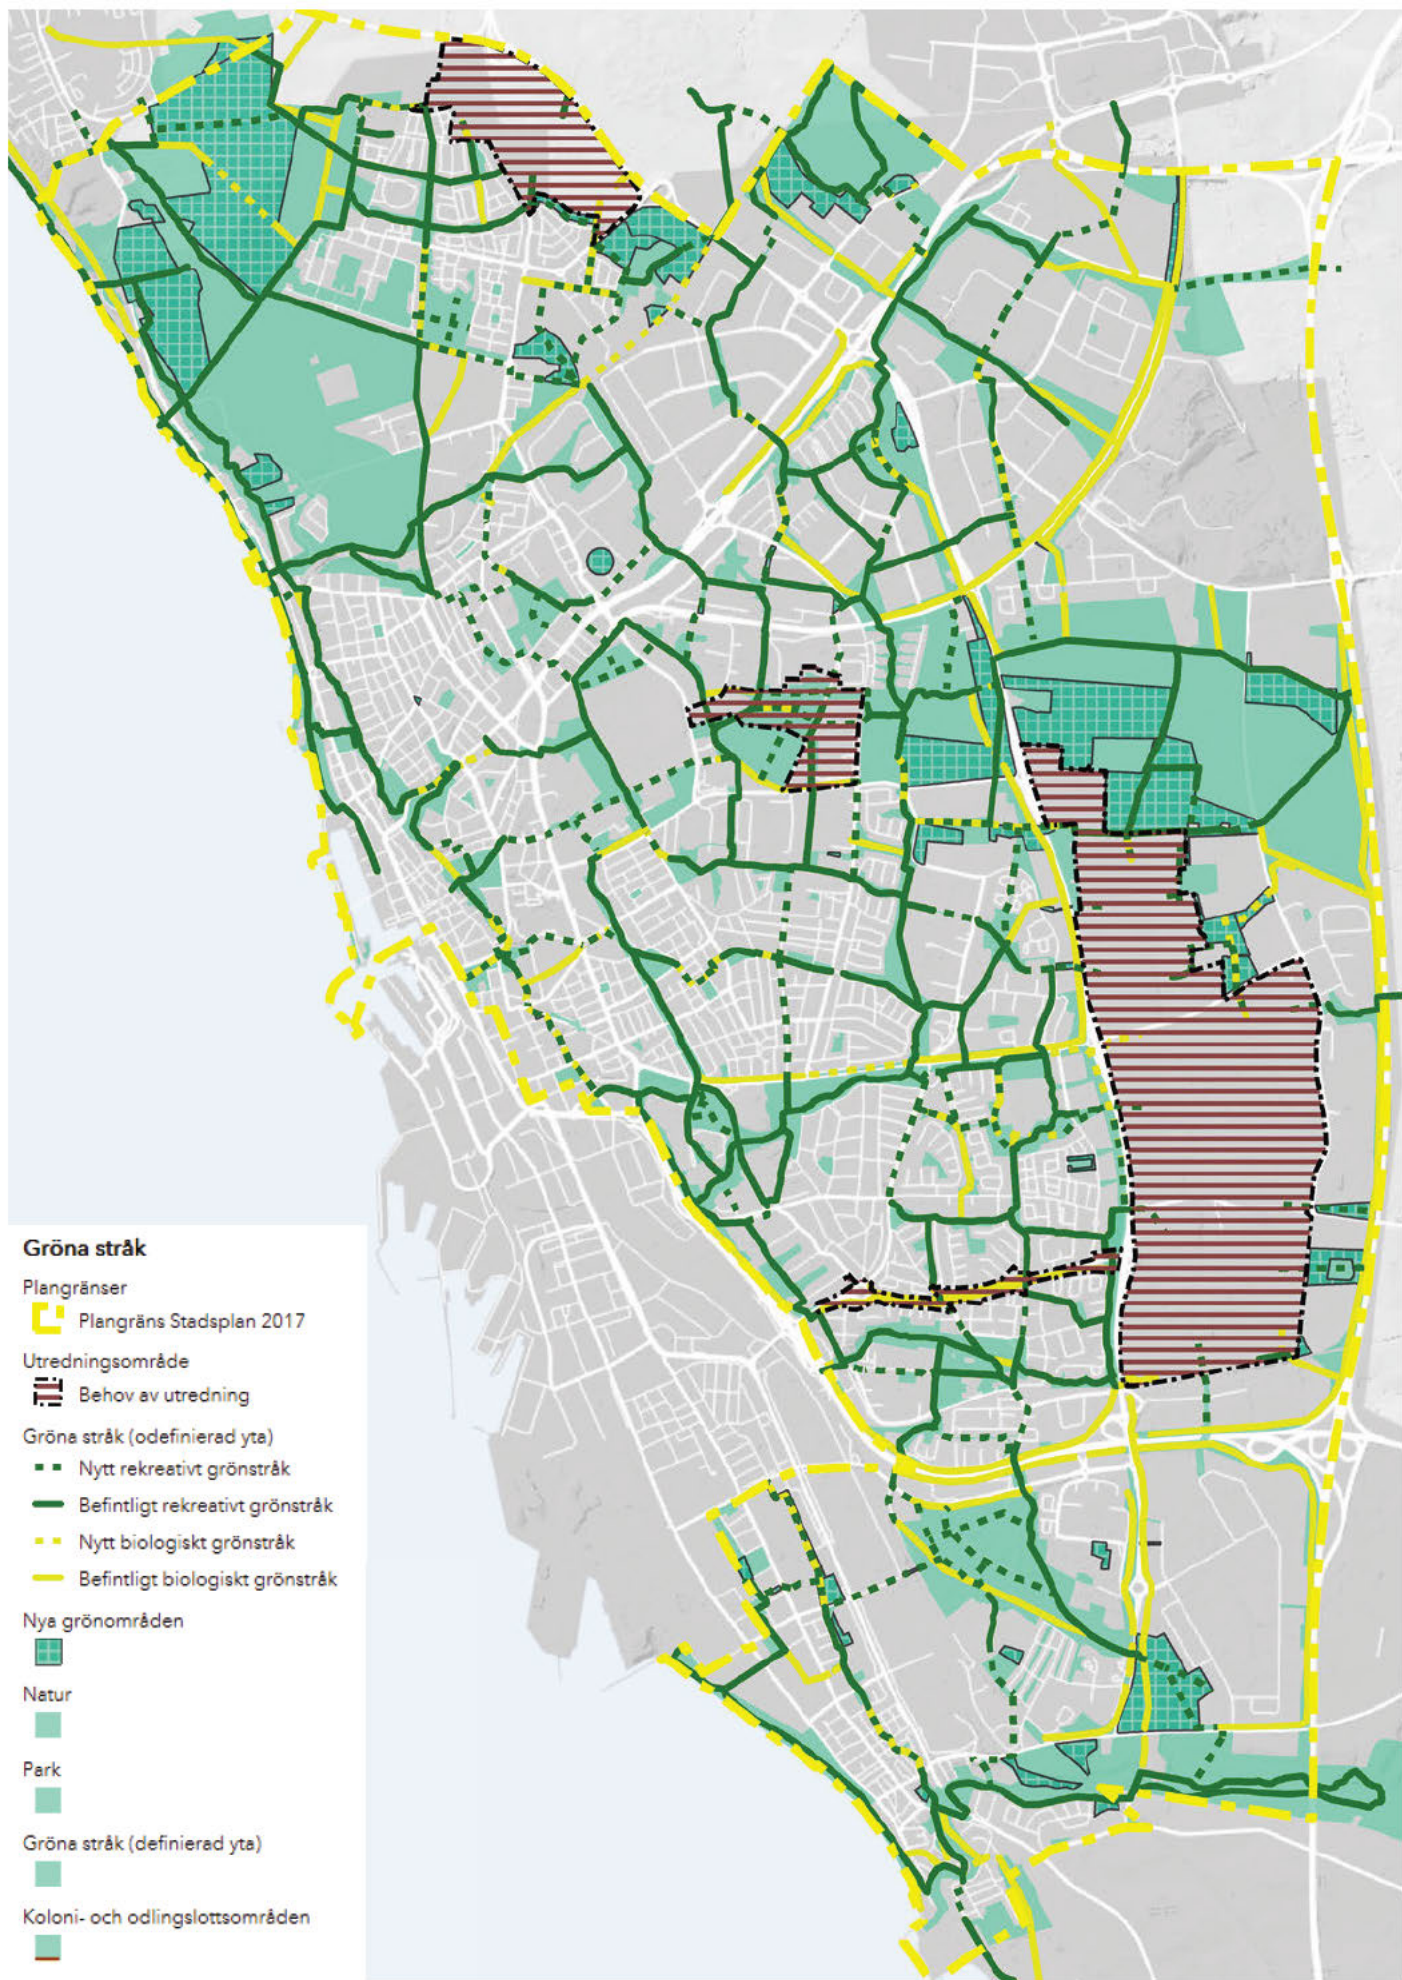 Gröna stråk
Plangränser
Plangräns Stadsplan 2017
Utredningsområde
Behov av utredning
Gröna stråk (odefinierad yta)
Nytt rekreativt grönstråk
Befintligt rekreativt grönstråk
Nytt biologiskt grönstråk
Befintligt biologiskt grönstråk
Nya grönområden
Natur
Park
Gröna stråk (definierad yta)
Koloni- och odlingslottsområden